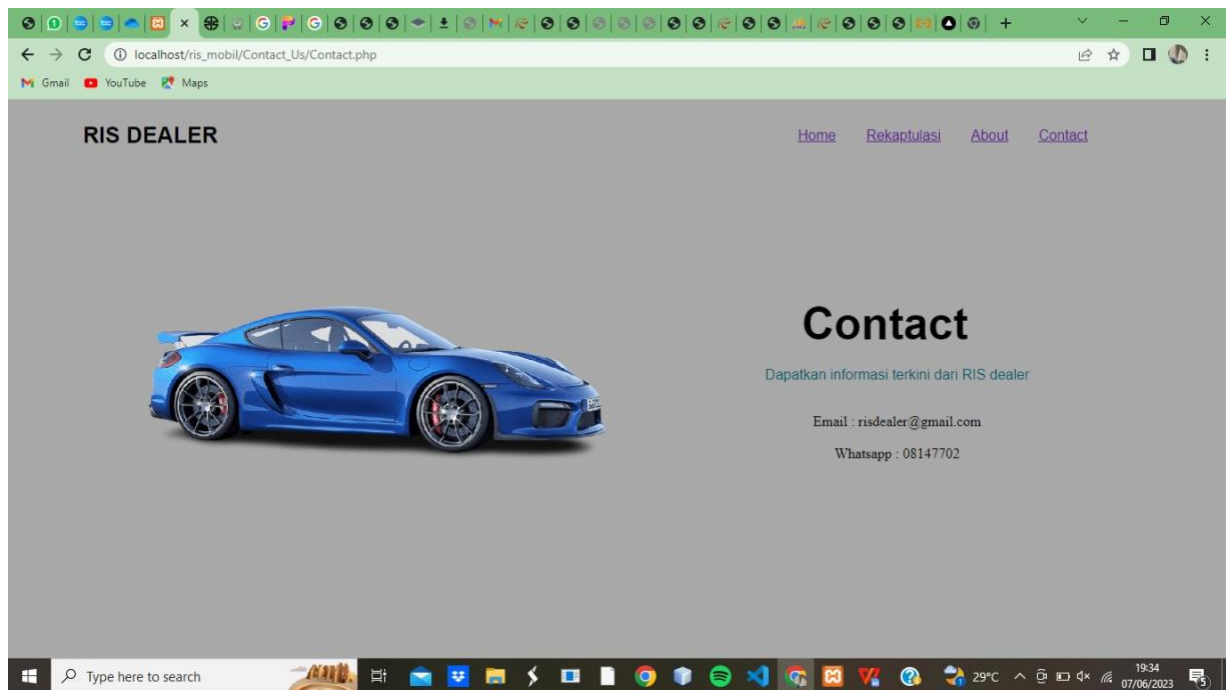 localhost/ris_mobil/Contact_Us/Contact.php
Gmail YouTube Maps
RIS DEALER
Home Rekaptulasi About Contact
Contact
Dapatkan informasi terkini dari RIS dealer
Email : risdealer@gmail.com
Whatsapp : 08147702
Type here to search
29°C
19:34
07/06/2023
5